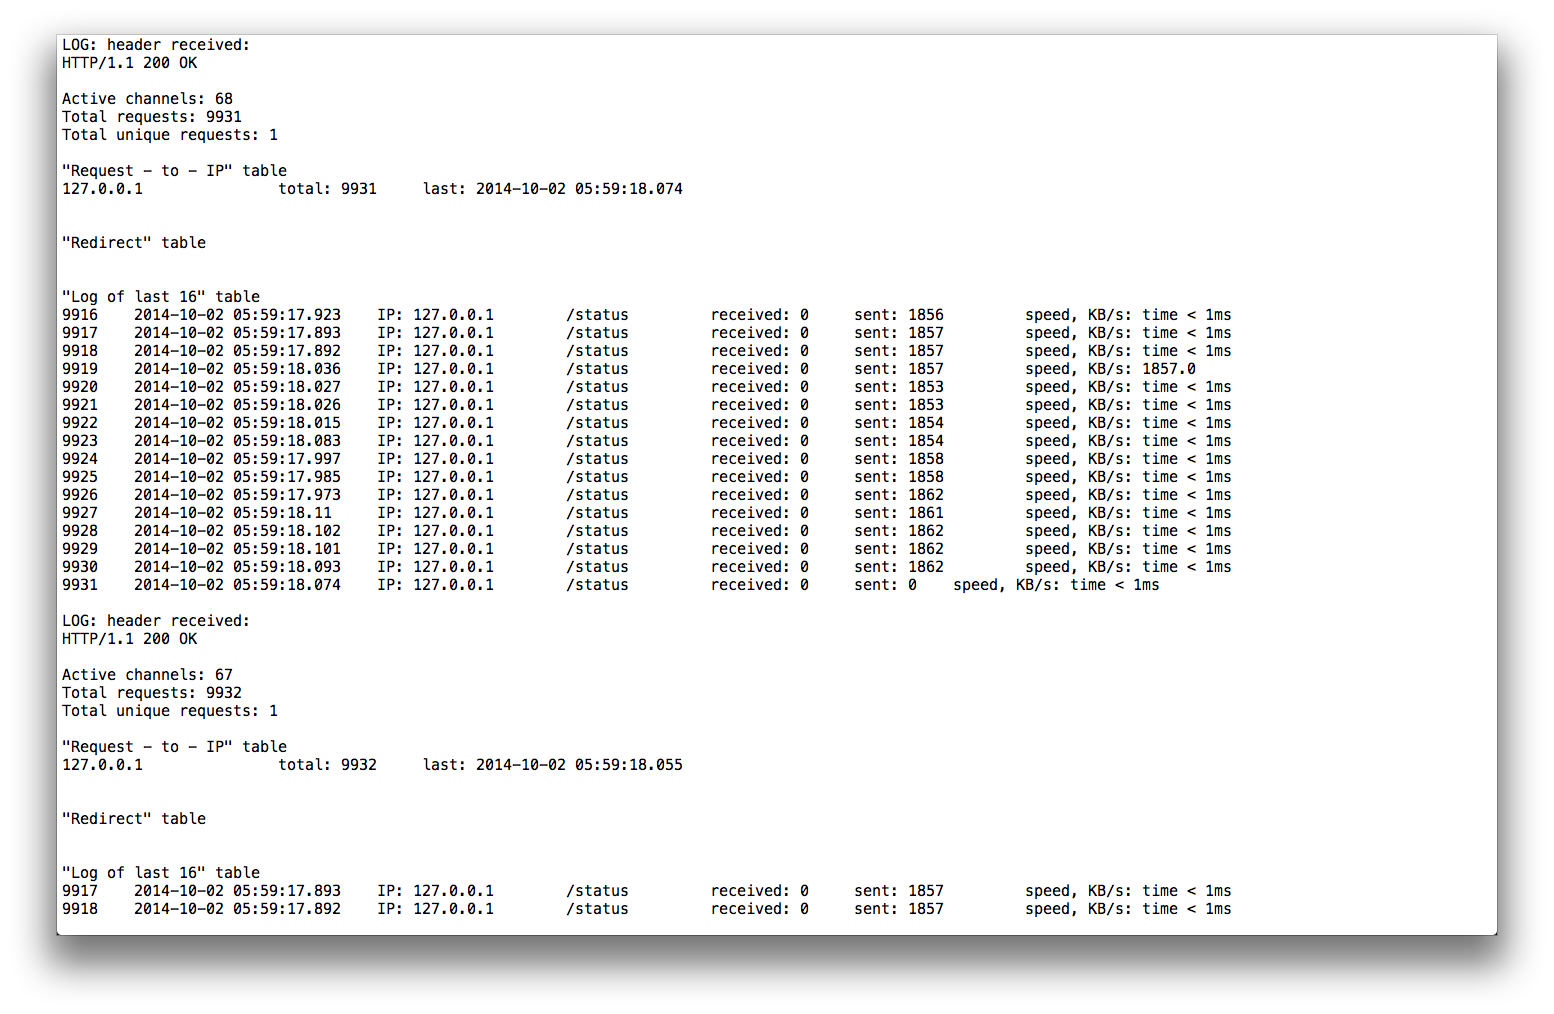 LOG: header received:
HTTP/1.1 200 OK
Active channels: 68
Total requests: 9931
Total unique requests: 1
"Request – to – IP" table
127.0.0.1 total: 9931 last: 2014-10-02 05:59:18.074
"Redirect" table
"Log of last 16" table
9916 2014-10-02 05:59:17.923 IP: 127.0.0.1 /status received: 0 sent: 1856 speed, KB/s: time < 1ms
9917 2014-10-02 05:59:17.893 IP: 127.0.0.1 /status received: 0 sent: 1857 speed, KB/s: time < 1ms
9918 2014-10-02 05:59:17.892 IP: 127.0.0.1 /status received: 0 sent: 1857 speed, KB/s: time < 1ms
9919 2014-10-02 05:59:18.036 IP: 127.0.0.1 /status received: 0 sent: 1857 speed, KB/s: 1857.0
9920 2014-10-02 05:59:18.027 IP: 127.0.0.1 /status received: 0 sent: 1853 speed, KB/s: time < 1ms
9921 2014-10-02 05:59:18.026 IP: 127.0.0.1 /status received: 0 sent: 1853 speed, KB/s: time < 1ms
9922 2014-10-02 05:59:18.015 IP: 127.0.0.1 /status received: 0 sent: 1854 speed, KB/s: time < 1ms
9923 2014-10-02 05:59:18.083 IP: 127.0.0.1 /status received: 0 sent: 1854 speed, KB/s: time < 1ms
9924 2014-10-02 05:59:17.997 IP: 127.0.0.1 /status received: 0 sent: 1858 speed, KB/s: time < 1ms
9925 2014-10-02 05:59:17.985 IP: 127.0.0.1 /status received: 0 sent: 1858 speed, KB/s: time < 1ms
9926 2014-10-02 05:59:17.973 IP: 127.0.0.1 /status received: 0 sent: 1862 speed, KB/s: time < 1ms
9927 2014-10-02 05:59:18.11 IP: 127.0.0.1 /status received: 0 sent: 1861 speed, KB/s: time < 1ms
9928 2014-10-02 05:59:18.102 IP: 127.0.0.1 /status received: 0 sent: 1862 speed, KB/s: time < 1ms
9929 2014-10-02 05:59:18.101 IP: 127.0.0.1 /status received: 0 sent: 1862 speed, KB/s: time < 1ms
9930 2014-10-02 05:59:18.093 IP: 127.0.0.1 /status received: 0 sent: 1862 speed, KB/s: time < 1ms
9931 2014-10-02 05:59:18.074 IP: 127.0.0.1 /status received: 0 sent: 0 speed, KB/s: time < 1ms
LOG: header received:
HTTP/1.1 200 OK
Active channels: 67
Total requests: 9932
Total unique requests: 1
"Request – to – IP" table
127.0.0.1 total: 9932 last: 2014-10-02 05:59:18.055
"Redirect" table
"Log of last 16" table
9917 2014-10-02 05:59:17.893 IP: 127.0.0.1 /status received: 0 sent: 1857 speed, KB/s: time < 1ms
9918 2014-10-02 05:59:17.892 IP: 127.0.0.1 /status received: 0 sent: 1857 speed, KB/s: time < 1ms